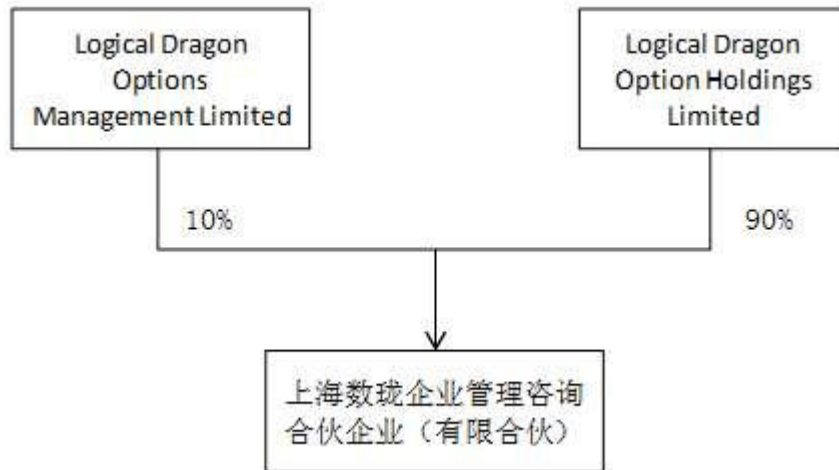 Logical Dragon
Options
Management Limited
Logical Dragon
Option Holdings
Limited
10%
90%
上海数珑企业管理咨询
合伙企业（有限合伙）